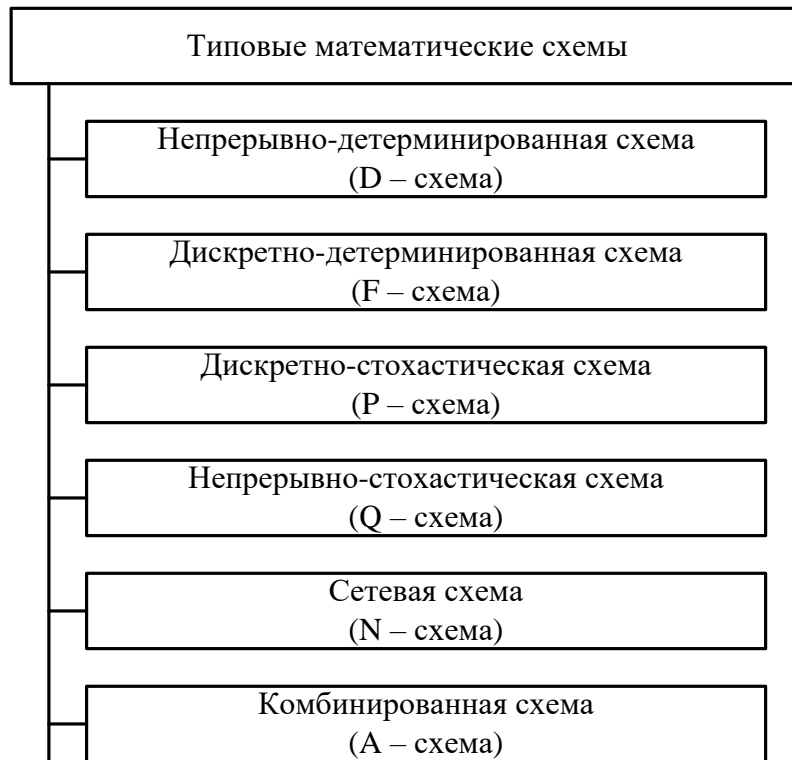 Типовые математические схемы
Непрерывно-детерминированная схема
(D – схема)
Дискретно-детерминированная схема
(F – схема)
Дискретно-стохастическая схема
(P – схема)
Непрерывно-стохастическая схема
(Q – схема)
Сетевая схема
(N – схема)
Комбинированная схема
(A – схема)